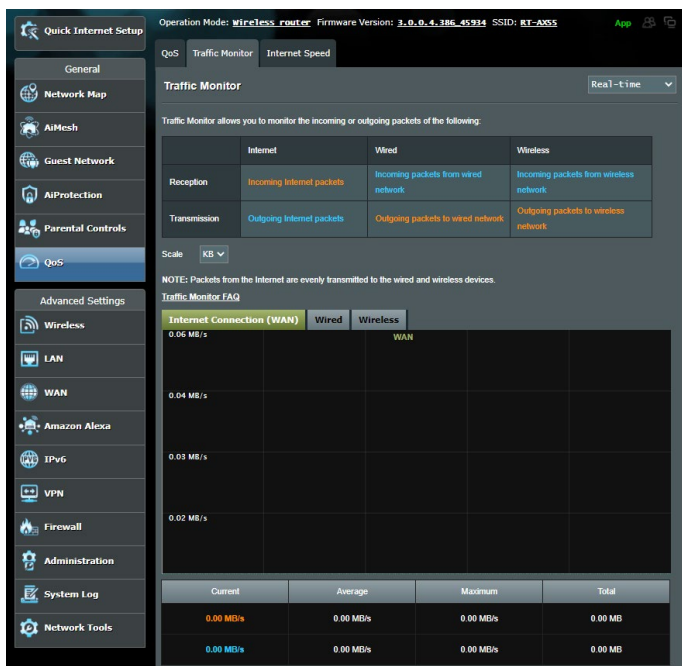 Quick Internet Setup
General
Network Map
AiMesh
Guest Network
AiProtection
Parental Controls
QoS
Advanced Settings
Wireless
LAN
WAN
Amazon Alexa
IPv6
VPN
Firewall
Administration
System Log
Network Tools
Operation Mode: Wireless router Firmware Version: 3.0.0.4.386_45934 SSID: RT-AX55 App
QoS Traffic Monitor Internet Speed
Traffic Monitor Real-time
Traffic Monitor allows you to monitor the incoming or outgoing packets of the following:
Internet Wired Wireless
Reception Incoming Internet packets Incoming packets from wired network Incoming packets from wireless network
Transmission Outgoing Internet packets Outgoing packets to wired network Outgoing packets to wireless network
Scale KB
NOTE: Packets from the Internet are evenly transmitted to the wired and wireless devices.
Traffic Monitor FAQ
Internet Connection (WAN) Wired Wireless
0.06 MB/s WAN
0.04 MB/s
0.03 MB/s
0.02 MB/s
Current Average Maximum Total
0.00 MB/s 0.00 MB/s 0.00 MB/s 0.00 MB
0.00 MB/s 0.00 MB/s 0.00 MB/s 0.00 MB